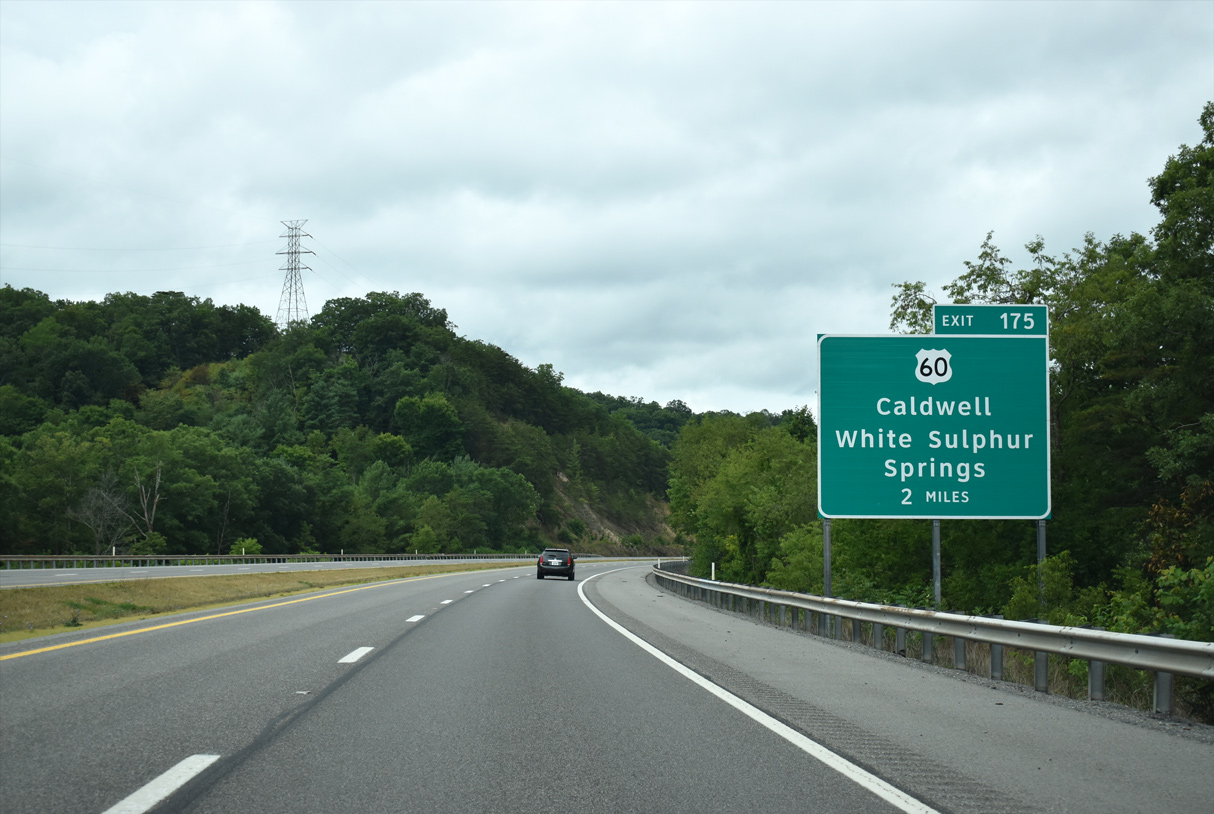 EXIT 175
60
Caldwell
White Sulphur
Springs
2 MILES